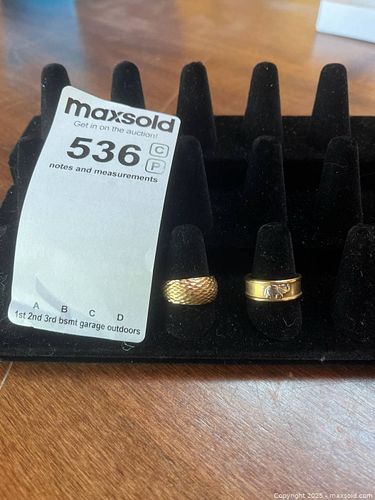 maxsold
Get in on the auction!
536 C
P
notes and measurements
A B C D
1st 2nd 3rd bsmt garage outdoors
Copyright 2025 - www.maxsold.com